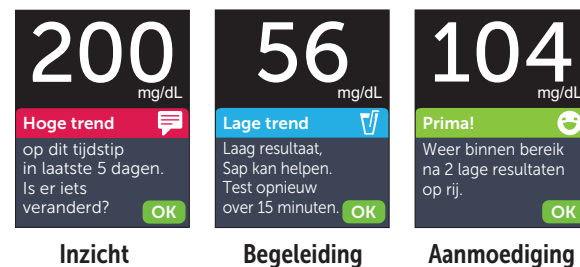 200
mg/dL
Hoge trend
op dit tijdstip
in laatste 5 dagen.
Is er iets
veranderd?
OK
Inzicht
56
mg/dL
Lage trend
Laag resultaat,
Sap kan helpen.
Test opnieuw
over 15 minuten.
OK
Begeleiding
104
mg/dL
Prima!
Weer binnen bereik
na 2 lage resultaten
op rij.
OK
Aanmoediging